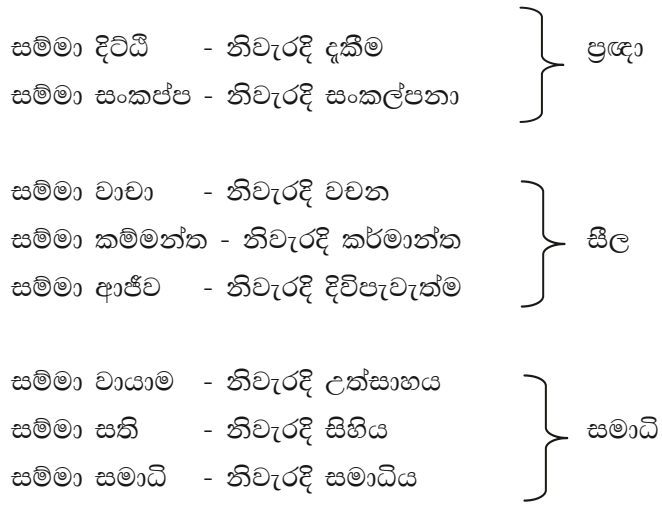 සම්මා දිට්ඨි - නිවැරදි දැකීම
සම්මා සංකප්ප - නිවැරදි සංකල්පනා
ප්‍රඥා
සම්මා වාචා - නිවැරදි වචන
සම්මා කම්මන්ත - නිවැරදි කර්මාන්ත
සම්මා ආජීව - නිවැරදි දිවිපැවැත්ම
සීල
සම්මා වායාම - නිවැරදි උත්සාහය
සම්මා සති - නිවැරදි සිහිය
සම්මා සමාධි - නිවැරදි සමාධිය
සමාධි